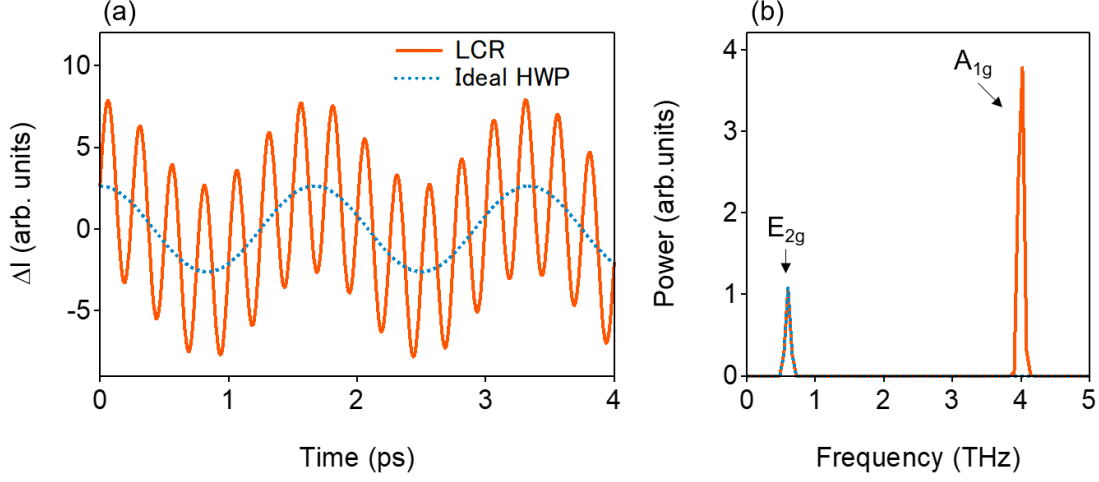 (a)
LCR
Ideal HWP
10
5
0
-5
ΔI (arb. units)
0
1
2
3
4
Time (ps)
(b)
4
3
2
1
0
Power (arb.units)
A1g
E2g
0
1
2
3
4
5
Frequency (THz)